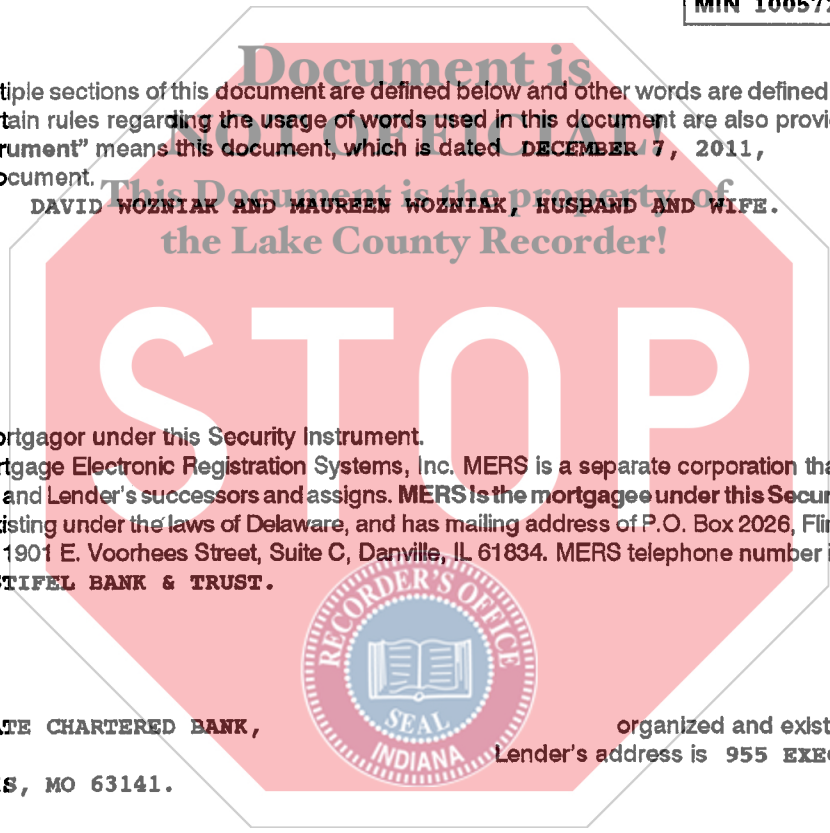 MIN 10057
Document is
tiple sections of this document are defined below and other words are defined
tain rules regarding the usage of words used in this document are also provi
NOT OFFICIAL!
rument” means this document, which is dated DECEMBER 7, 2011,
ocument.
This Document is the property of
DAVID WOZNIAK AND MAUREEN WOZNIAK, HUSBAND AND WIFE.
the Lake County Recorder!
STOP
ortgagor under this Security Instrument.
rtgage Electronic Registration Systems, Inc. MERS is a separate corporation tha
and Lender's successors and assigns. MERS is the mortgagee under this Secur
isting under the laws of Delaware, and has mailing address of P.O. Box 2026, Flin
1901 E. Voorhees Street, Suite C, Danville, IL 61834. MERS telephone number i
STIFEL BANK & TRUST.
RECORDER'S OFFICE
SEAL
INDIANA
ATE CHARTERED BANK, organized and exist
Lender's address is 955 EXE
S, MO 63141.